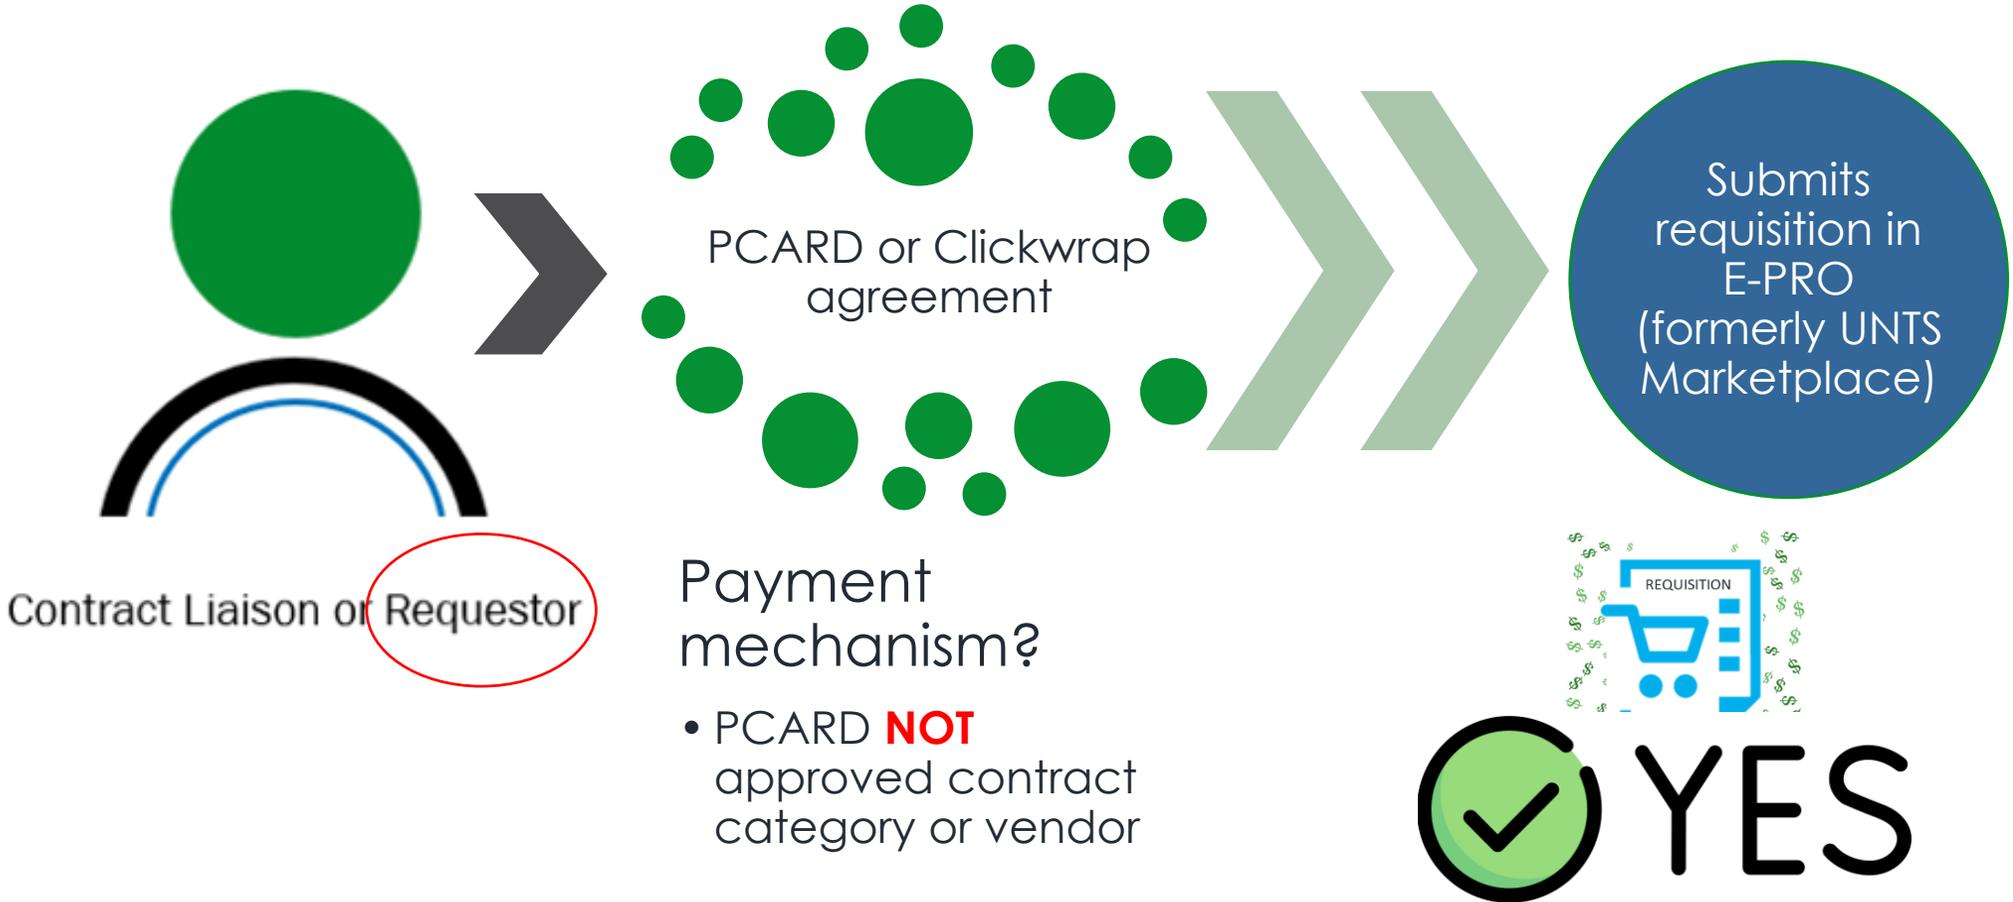 PCARD or Clickwrap
agreement
Submits
requisition in
E-PRO
(formerly UNTS
Marketplace)
Contract Liaison or Requestor
Payment
mechanism?
• PCARD NOT
approved contract
category or vendor
REQUISITION
YES